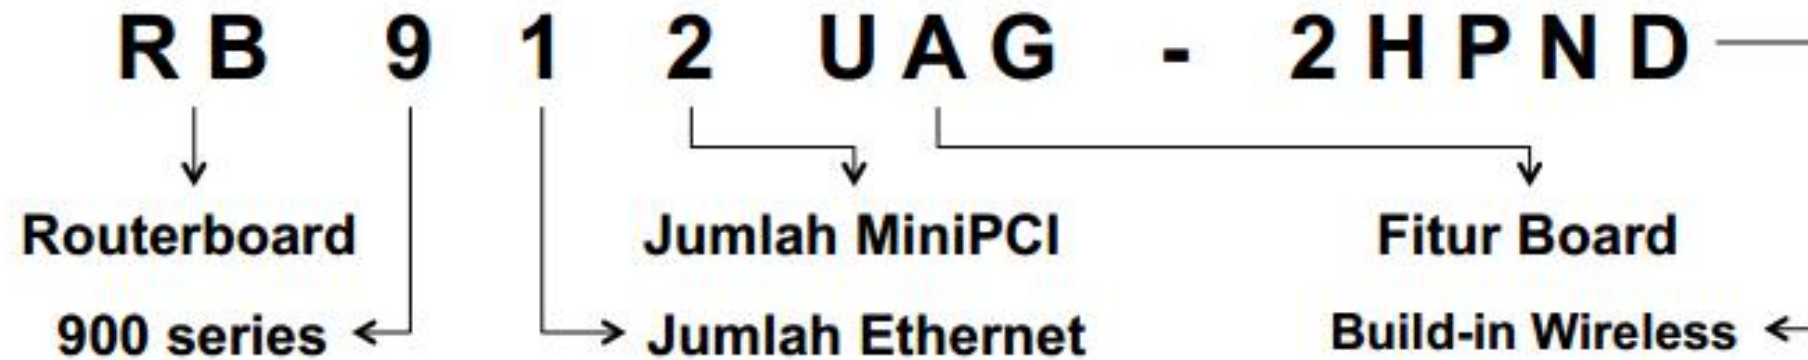 RB 9 1 2 UAG - 2HPND
Routerboard
Jumlah MiniPCI
Fitur Board
900 series
Jumlah Ethernet
Build-in Wireless